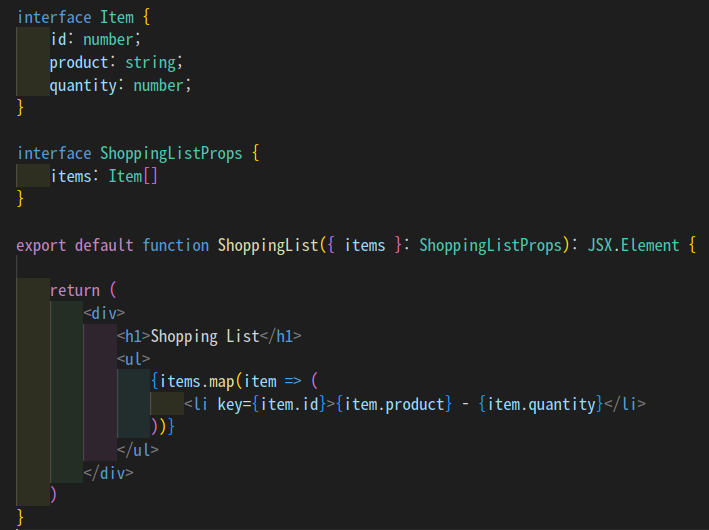 interface Item {
    id: number;
    product: string;
    quantity: number;
}

interface ShoppingListProps {
    items: Item[]
}

export default function ShoppingList({ items }: ShoppingListProps): JSX.Element {

    return (
        <div>
            <h1>Shopping List</h1>
            <ul>
                {items.map(item => (
                    <li key={item.id}>{item.product} - {item.quantity}</li>
                ))}
            </ul>
        </div>
    )
}